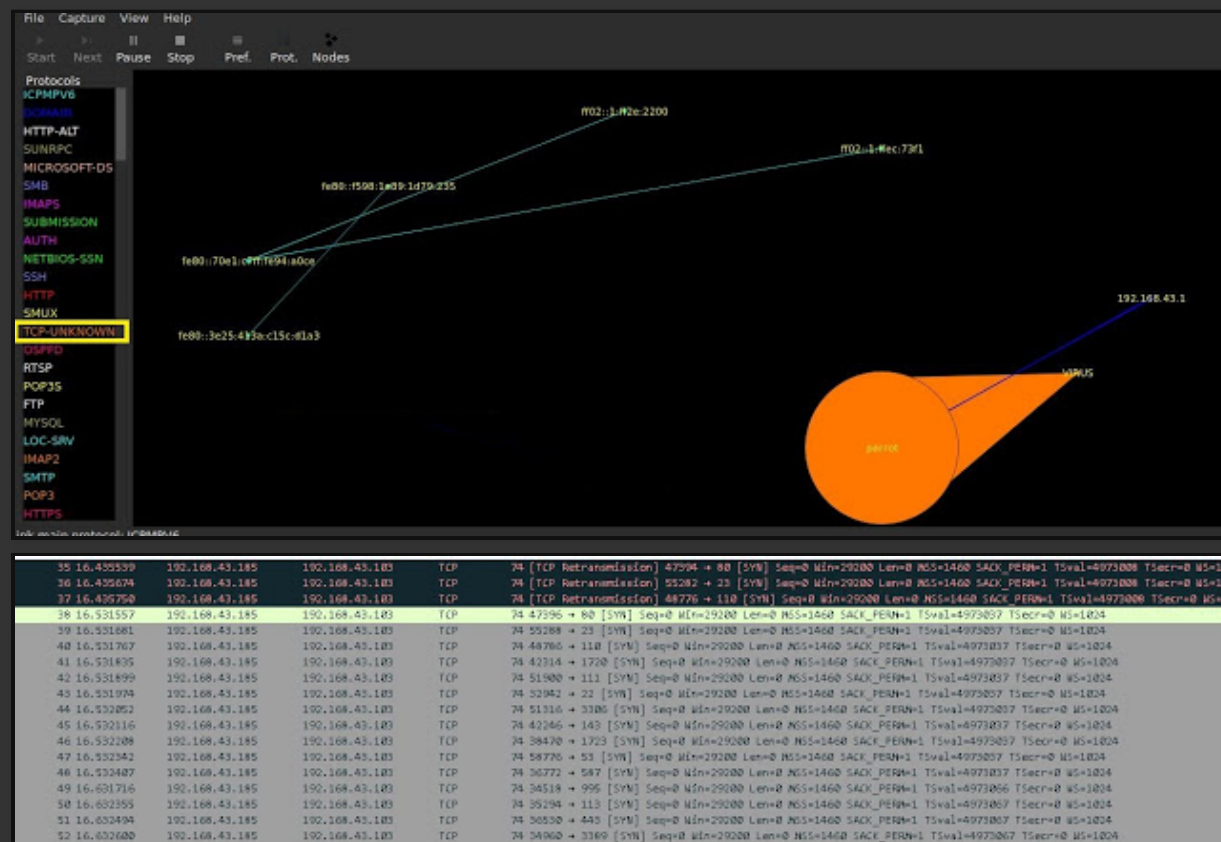 File Capture View Help
Start Next Pause Stop Pref. Prot. Nodes
Protocols
ICPMPV6
DOMAIN
HTTP-ALT
SUNRPC
MICROSOFT-DS
SMB
IMAPS
SUBMISSION
AUTH
NETBIOS-SSN
SSH
HTTP
SMUX
TCP-UNKNOWN
OSPFD
RTSP
POP3S
FTP
MYSQL
LOC-SRV
IMAP2
SMTP
POP3
HTTPS
ff02::1:ff2e:2200
ff02::1:ffec:73f1
192.168.43.1
VIRUS
parrot
35 16.435539 192.168.43.185 192.168.43.103 TCP 74 [TCP Retransmission] 47394 → 80 [SYN] Seq=0 Win=29200 Len=0 MSS=1460 SACK_PERM=1 TSval=4973008 TSecr=0 WS=1
36 16.435674 192.168.43.185 192.168.43.103 TCP 74 [TCP Retransmission] 55282 → 23 [SYN] Seq=0 Win=29200 Len=0 MSS=1460 SACK_PERM=1 TSval=4973008 TSecr=0 WS=1
37 16.435750 192.168.43.185 192.168.43.103 TCP 74 [TCP Retransmission] 48776 → 110 [SYN] Seq=0 Win=29200 Len=0 MSS=1460 SACK_PERM=1 TSval=4973008 TSecr=0 WS=
38 16.531557 192.168.43.185 192.168.43.103 TCP 74 47396 → 80 [SYN] Seq=0 Win=29200 Len=0 MSS=1460 SACK_PERM=1 TSval=4973037 TSecr=0 WS=1024
39 16.531681 192.168.43.185 192.168.43.103 TCP 74 55288 → 23 [SYN] Seq=0 Win=29200 Len=0 MSS=1460 SACK_PERM=1 TSval=4973037 TSecr=0 WS=1024
40 16.531767 192.168.43.185 192.168.43.103 TCP 74 48786 → 110 [SYN] Seq=0 Win=29200 Len=0 MSS=1460 SACK_PERM=1 TSval=4973037 TSecr=0 WS=1024
41 16.531835 192.168.43.185 192.168.43.103 TCP 74 42314 → 1720 [SYN] Seq=0 Win=29200 Len=0 MSS=1460 SACK_PERM=1 TSval=4973037 TSecr=0 WS=1024
42 16.531899 192.168.43.185 192.168.43.103 TCP 74 51900 → 111 [SYN] Seq=0 Win=29200 Len=0 MSS=1460 SACK_PERM=1 TSval=4973037 TSecr=0 WS=1024
43 16.531974 192.168.43.185 192.168.43.103 TCP 74 32942 → 22 [SYN] Seq=0 Win=29200 Len=0 MSS=1460 SACK_PERM=1 TSval=4973037 TSecr=0 WS=1024
44 16.532052 192.168.43.185 192.168.43.103 TCP 74 51316 → 3306 [SYN] Seq=0 Win=29200 Len=0 MSS=1460 SACK_PERM=1 TSval=4973037 TSecr=0 WS=1024
45 16.532116 192.168.43.185 192.168.43.103 TCP 74 42246 → 143 [SYN] Seq=0 Win=29200 Len=0 MSS=1460 SACK_PERM=1 TSval=4973037 TSecr=0 WS=1024
46 16.532208 192.168.43.185 192.168.43.103 TCP 74 38470 → 1723 [SYN] Seq=0 Win=29200 Len=0 MSS=1460 SACK_PERM=1 TSval=4973037 TSecr=0 WS=1024
47 16.532342 192.168.43.185 192.168.43.103 TCP 74 58776 → 53 [SYN] Seq=0 Win=29200 Len=0 MSS=1460 SACK_PERM=1 TSval=4973037 TSecr=0 WS=1024
48 16.532407 192.168.43.185 192.168.43.103 TCP 74 36772 → 587 [SYN] Seq=0 Win=29200 Len=0 MSS=1460 SACK_PERM=1 TSval=4973037 TSecr=0 WS=1024
49 16.631716 192.168.43.185 192.168.43.103 TCP 74 34518 → 995 [SYN] Seq=0 Win=29200 Len=0 MSS=1460 SACK_PERM=1 TSval=4973066 TSecr=0 WS=1024
50 16.632355 192.168.43.185 192.168.43.103 TCP 74 35294 → 113 [SYN] Seq=0 Win=29200 Len=0 MSS=1460 SACK_PERM=1 TSval=4973067 TSecr=0 WS=1024
51 16.632494 192.168.43.185 192.168.43.103 TCP 74 36530 → 443 [SYN] Seq=0 Win=29200 Len=0 MSS=1460 SACK_PERM=1 TSval=4973067 TSecr=0 WS=1024
52 16.632600 192.168.43.185 192.168.43.103 TCP 74 34960 → 3389 [SYN] Seq=0 Win=29200 Len=0 MSS=1460 SACK_PERM=1 TSval=4973067 TSecr=0 WS=1024